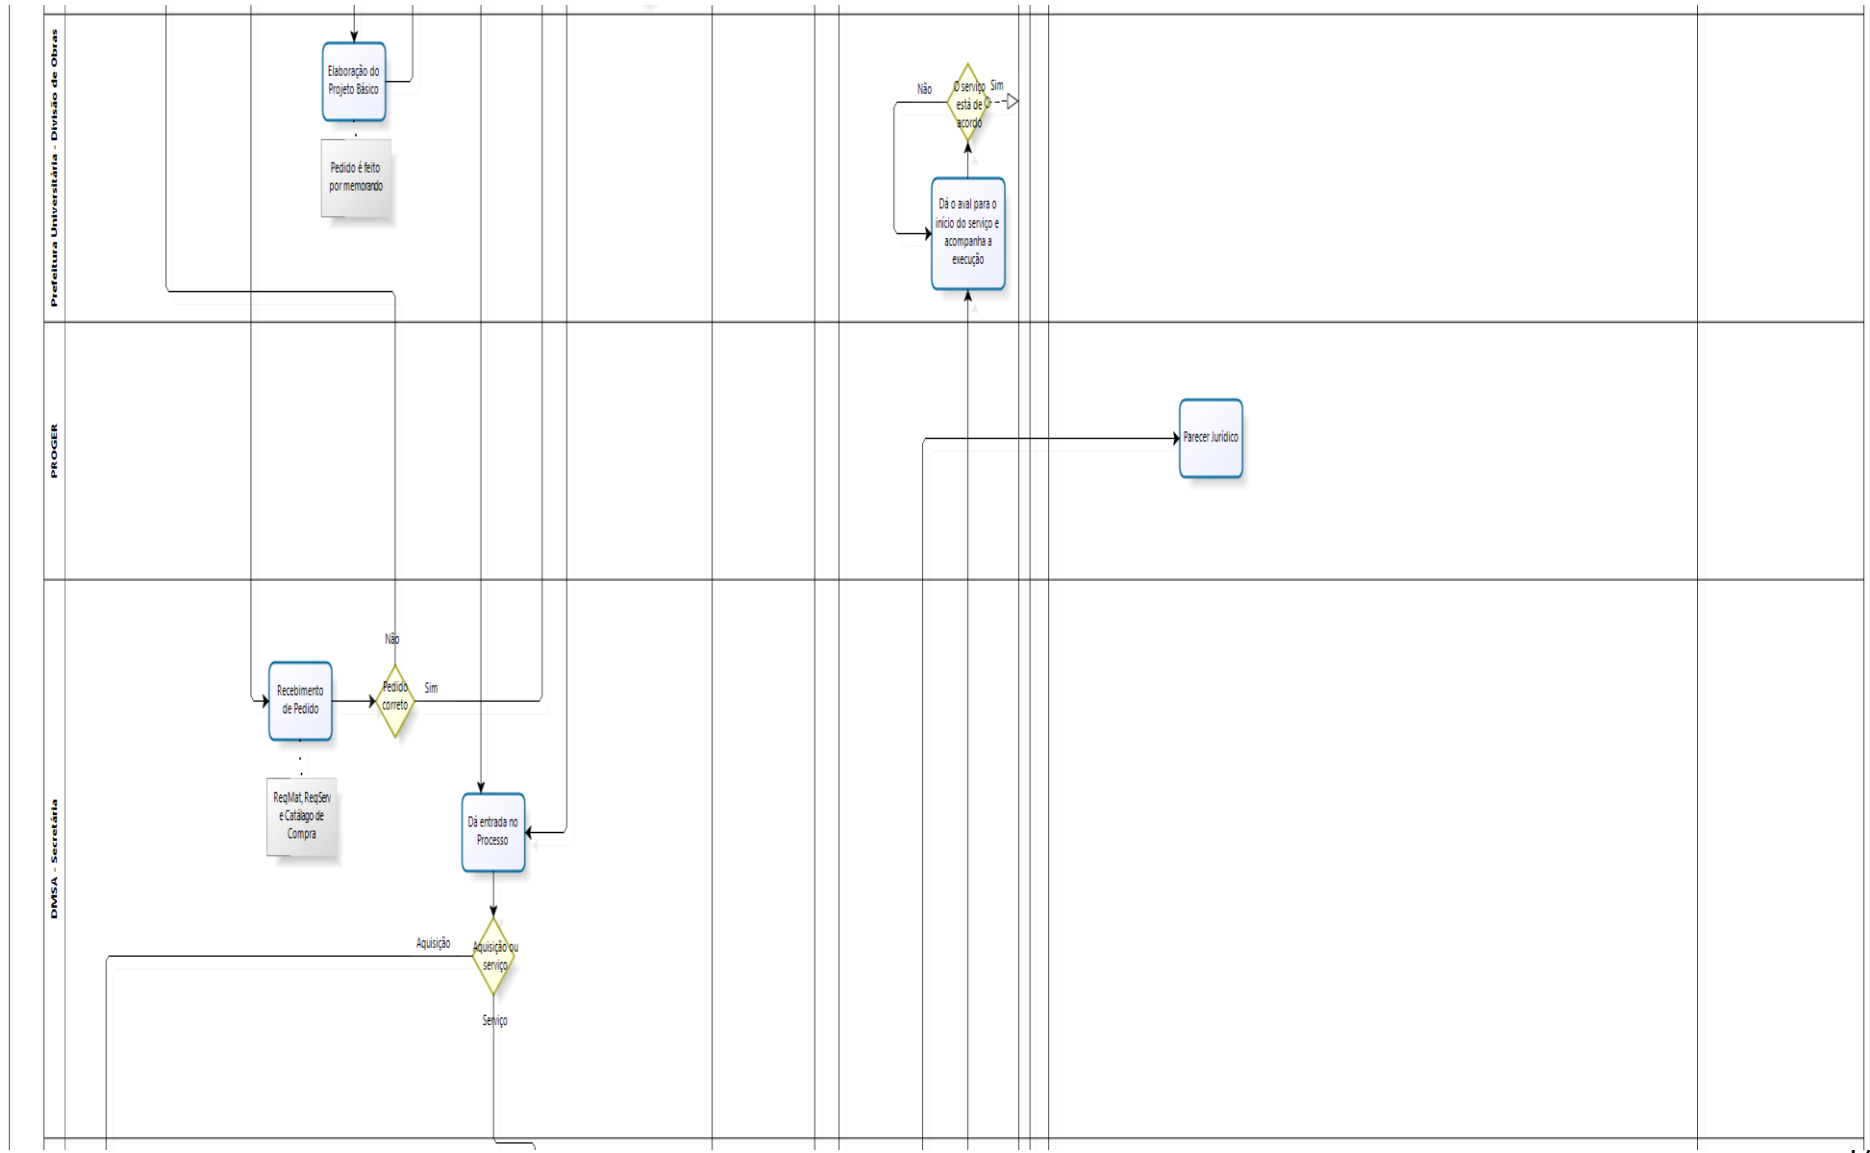 Prefeitura Universitária - Divisão de Obras
Elaboração do
Projeto Básico
Pedido é feito
por memorando
Não
Sim
O serviço
está de
acordo
Dá o aval para o
início do serviço e
acompanha a
execução
PROGER
Parecer Jurídico
DMSA - Secretária
Não
Recebimento
de Pedido
Pedido
correto
Sim
ReqMat, ReqServ
e Catálago de
Compra
Dá entrada no
Processo
Aquisição
Aquisição ou
serviço
Serviço